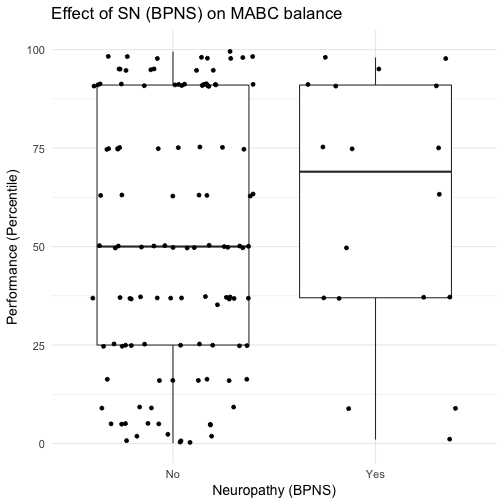 Effect of SN (BPNS) on MABC balance
Performance (Percentile)
100
75
50
25
0
No
Yes
Neuropathy (BPNS)